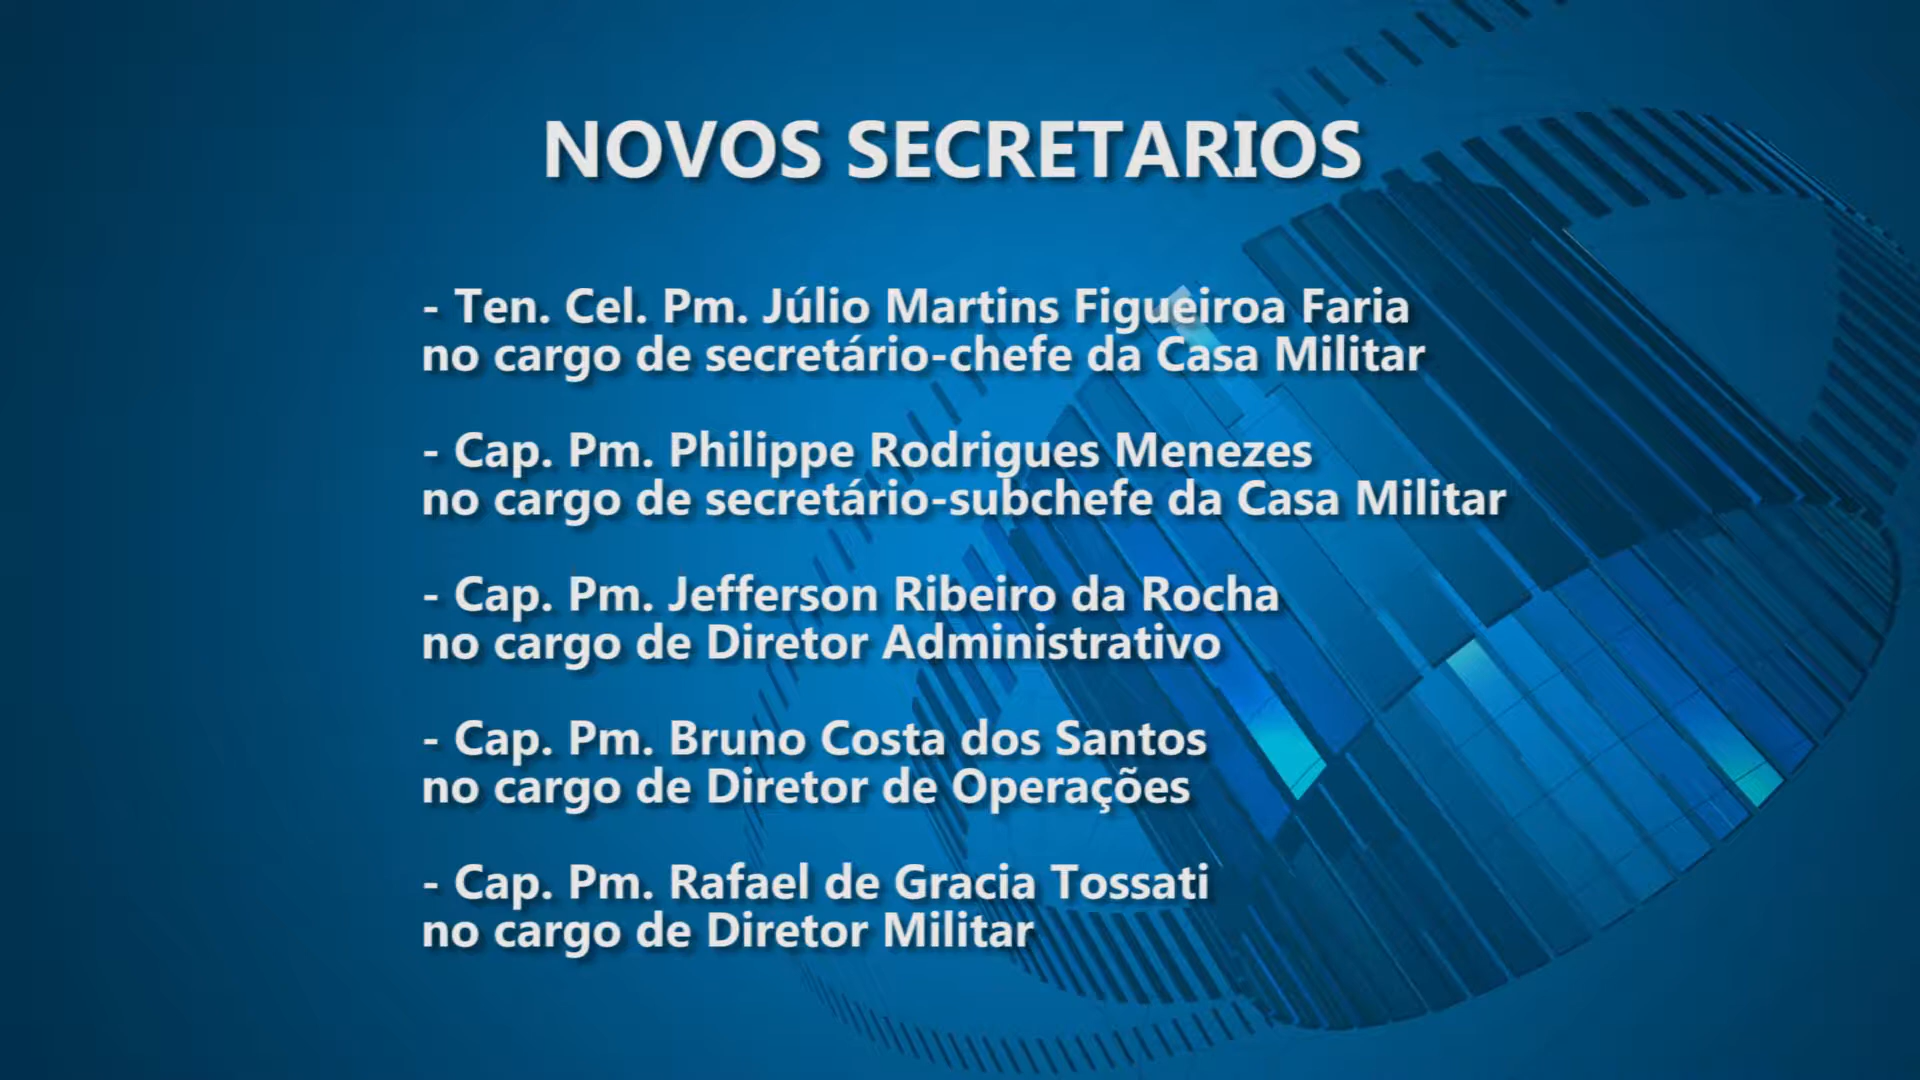 NOVOS SECRETARIOS
- Ten. Cel. Pm. Júlio Martins Figueiroa Faria
no cargo de secretário-chefe da Casa Militar
- Cap. Pm. Philippe Rodrigues Menezes
no cargo de secretário-subchefe da Casa Militar
- Cap. Pm. Jefferson Ribeiro da Rocha
no cargo de Diretor Administrativo
- Cap. Pm. Bruno Costa dos Santos
no cargo de Diretor de Operações
- Cap. Pm. Rafael de Gracia Tossati
no cargo de Diretor Militar